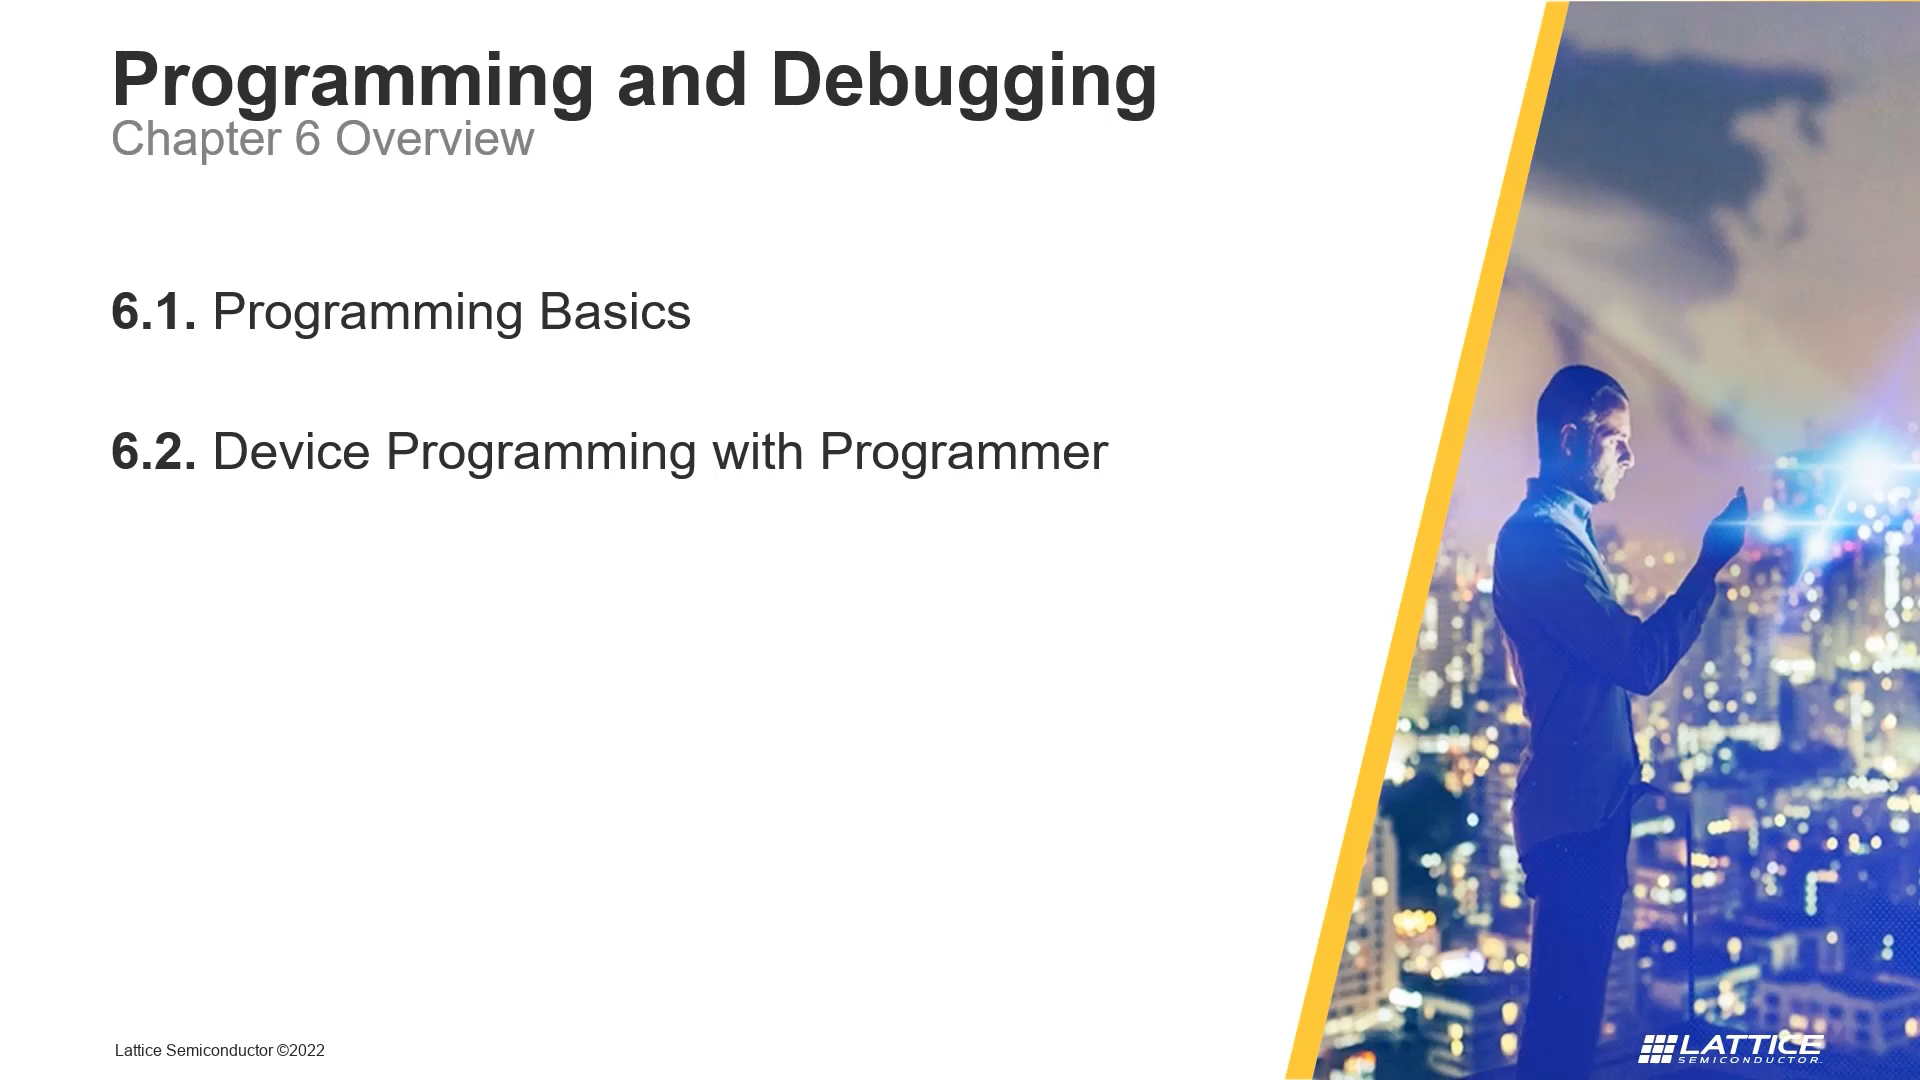 Programming and Debugging
Chapter 6 Overview
6.1. Programming Basics
6.2. Device Programming with Programmer
Lattice Semiconductor ©2022
LATTICE
SEMICONDUCTOR.